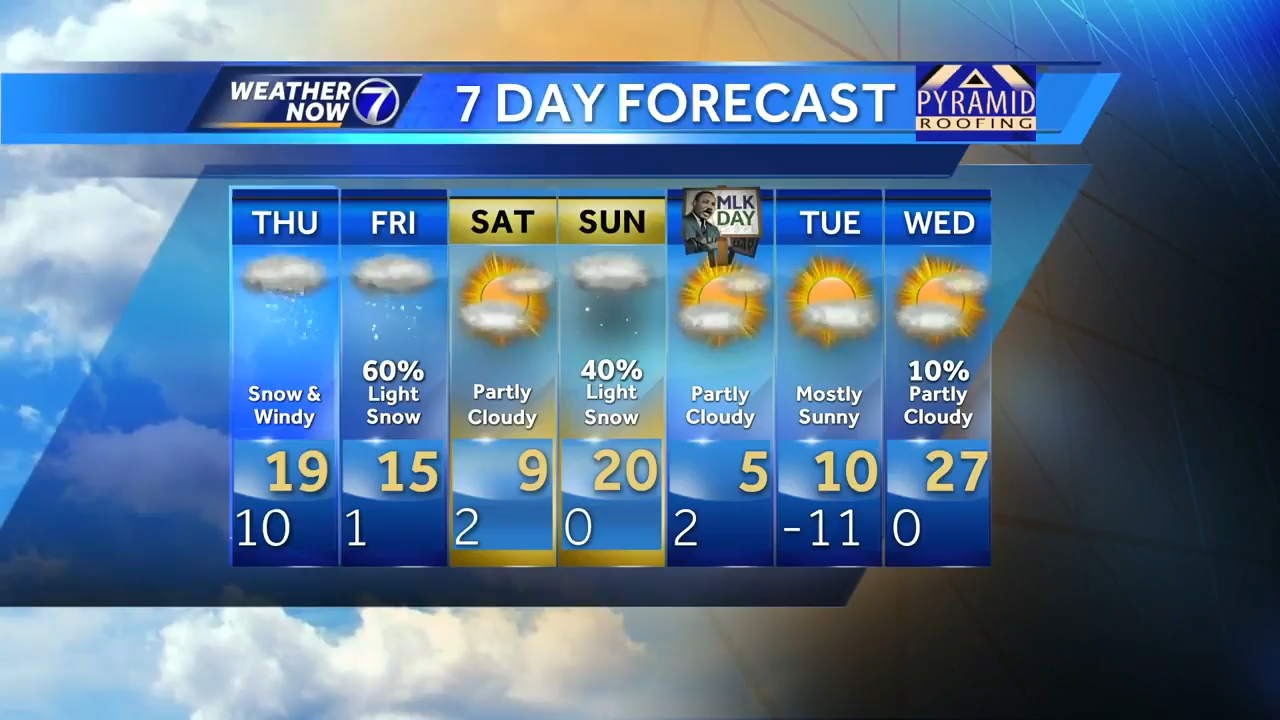 WEATHER
NOW 7
7 DAY FORECAST
PYRAMID
ROOFING
THU FRI SAT SUN MLK DAY TUE WED
60% 40% 10%
Snow & Windy
Light Snow
Partly Cloudy
Light Snow
Partly Cloudy
Mostly Sunny
Partly Cloudy
19 15 9 20 5 10 27
10 1 2 0 2 -11 0